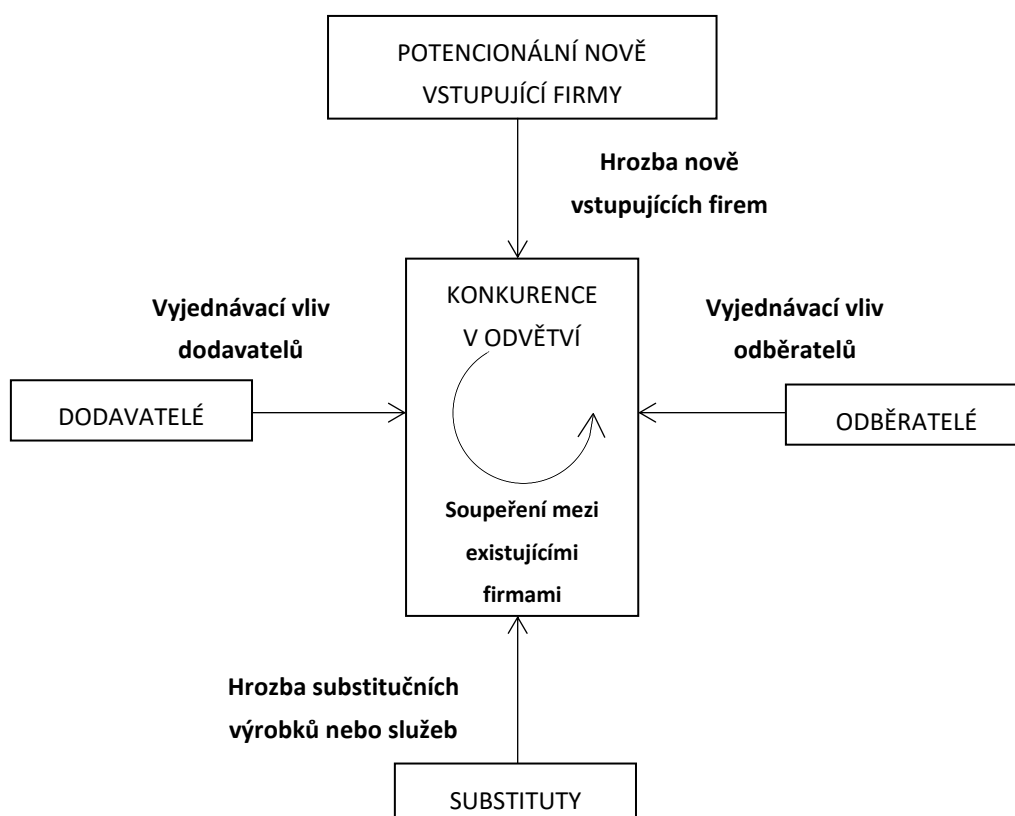 POTENCIONÁLNÍ NOVĚ
VSTUPUJÍCÍ FIRMY
Hrozba nově
vstupujících firem
KONKURENCE
V ODVĚTVÍ
Vyjednávací vliv
dodavatelů
Vyjednávací vliv
odběratelů
DODAVATELÉ
ODBĚRATELÉ
Soupeření mezi
existujícími
firmami
Hrozba substitučních
výrobků nebo služeb
SUBSTITUTY